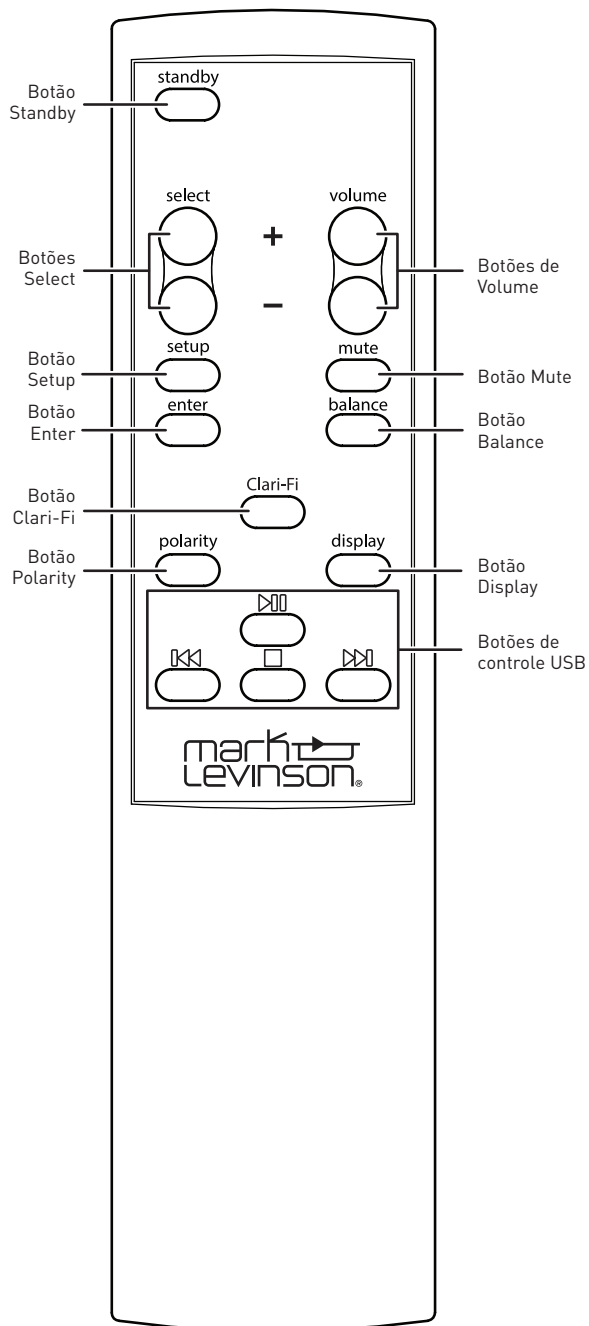 standby
Botão
Standby
select
volume
+
Botões
Select
Botões de
Volume
−
setup
mute
Botão
Setup
Botão Mute
enter
balance
Botão
Enter
Botão
Balance
Clari-Fi
Botão
Clari-Fi
polarity
display
Botão
Polarity
Botão
Display
Botões de
controle USB
mark
Levinson®